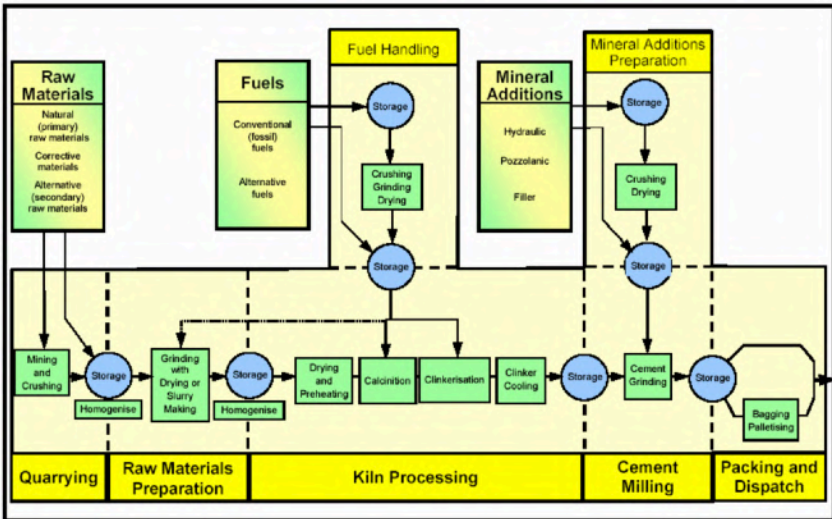 Fuel Handling
Mineral Additions
Preparation
Raw
Materials
Natural
(primary)
raw materials
Corrective
materials
Alternative
(secondary)
raw materials
Fuels
Conventional
(fossil)
fuels
Alternative
fuels
Storage
Crushing
Grinding
Drying
Storage
Mineral
Additions
Hydraulic
Pozzolanic
Filler
Storage
Crushing
Drying
Storage
Mining
and
Crushing
Storage
Homogenise
Grinding
with
Drying or
Slurry
Making
Storage
Homogenise
Drying
and
Preheating
Calcinition
Clinkerisation
Clinker
Cooling
Storage
Cement
Grinding
Storage
Bagging
Palletising
Quarrying
Raw Materials
Preparation
Kiln Processing
Cement
Milling
Packing and
Dispatch